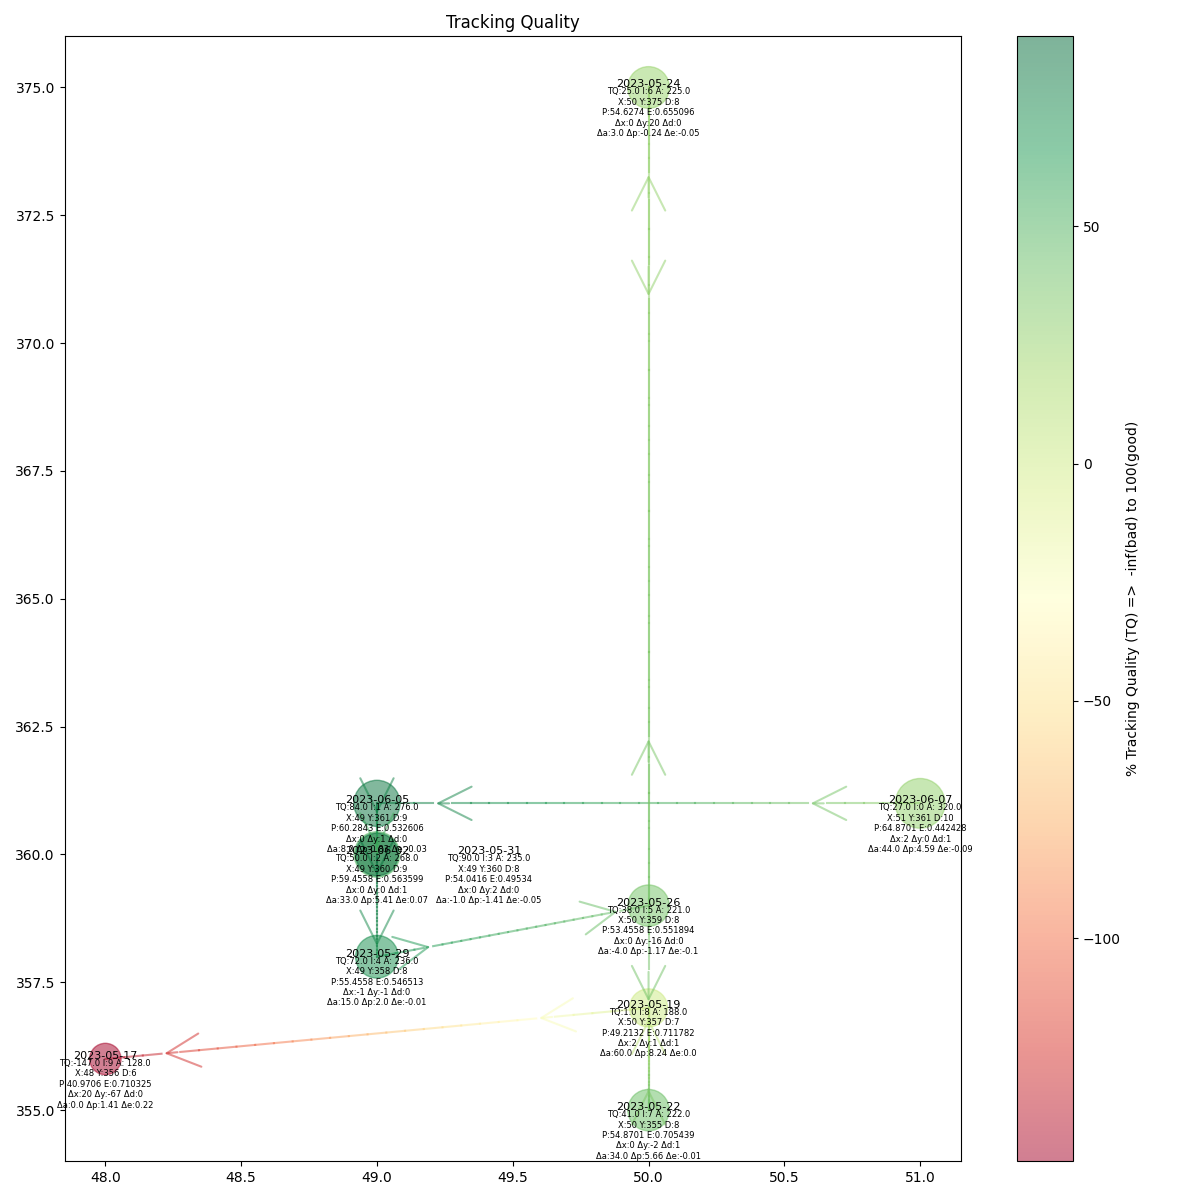 Tracking Quality
375.0
372.5
370.0
367.5
365.0
362.5
360.0
357.5
355.0
48.0
48.5
49.0
49.5
50.0
50.5
51.0
2023-05-24
TQ:25.0 I:6 A: 225.0
X:50 Y:375 D:8
P:54.6274 E:0.655096
Δx:0 Δy:20 Δd:0
Δa:3.0 Δp:-0.24 Δe:-0.05
2023-06-05
TQ:84.0 I:1 A: 276.0
X:49 Y:361 D:9
P:60.2843 E:0.532606
Δx:0 Δy:1 Δd:0
2023-06-07
TQ:27.0 I:0 A: 320.0
X:51 Y:361 D:10
P:64.8701 E:0.442428
Δx:2 Δy:0 Δd:1
Δa:44.0 Δp:4.59 Δe:-0.09
2023-06-02
TQ:50.0 I:2 A: 268.0
X:49 Y:360 D:9
P:59.4558 E:0.563599
Δx:0 Δy:0 Δd:1
Δa:33.0 Δp:5.41 Δe:0.07
2023-05-31
TQ:90.0 I:3 A: 235.0
X:49 Y:360 D:8
P:54.0416 E:0.49534
Δx:0 Δy:2 Δd:0
Δa:-1.0 Δp:-1.41 Δe:-0.05
2023-05-26
TQ:38.0 I:5 A: 221.0
X:50 Y:359 D:8
P:53.4558 E:0.551894
Δx:0 Δy:-16 Δd:0
Δa:-4.0 Δp:-1.17 Δe:-0.1
2023-05-29
TQ:72.0 I:4 A: 236.0
X:49 Y:358 D:8
P:55.4558 E:0.546513
Δx:-1 Δy:-1 Δd:0
Δa:15.0 Δp:2.0 Δe:-0.01
2023-05-19
TQ:1.0 I:8 A: 188.0
X:50 Y:357 D:7
P:49.2132 E:0.711782
Δx:2 Δy:1 Δd:1
Δa:60.0 Δp:8.24 Δe:0.0
2023-05-17
TQ:-147.0 I:9 A: 128.0
X:48 Y:356 D:6
P:40.9706 E:0.710325
Δx:20 Δy:-67 Δd:0
Δa:0.0 Δp:1.41 Δe:0.22
2023-05-22
TQ:41.0 I:7 A: 222.0
X:50 Y:355 D:8
P:54.8701 E:0.705439
Δx:0 Δy:-2 Δd:1
Δa:34.0 Δp:5.66 Δe:-0.01
50
0
−50
−100
% Tracking Quality (TQ) => -inf(bad) to 100(good)